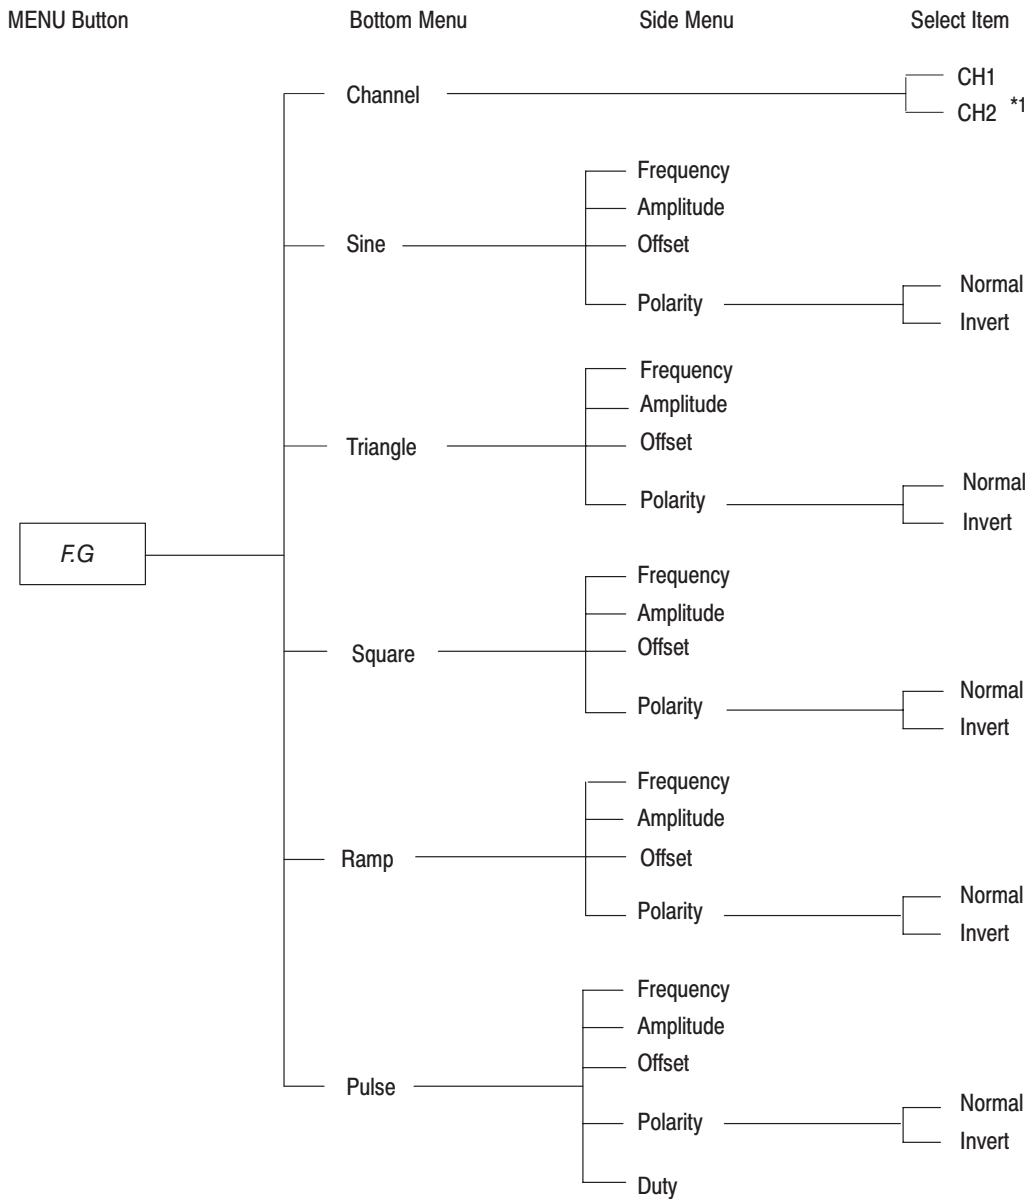 MENU Button Bottom Menu Side Menu Select Item
Channel
CH1
CH2 *1
Sine
Frequency
Amplitude
Offset
Polarity
Normal
Invert
Triangle
Frequency
Amplitude
Offset
Polarity
Normal
Invert
F.G
Square
Frequency
Amplitude
Offset
Polarity
Normal
Invert
Ramp
Frequency
Amplitude
Offset
Polarity
Normal
Invert
Pulse
Frequency
Amplitude
Offset
Polarity
Normal
Invert
Duty